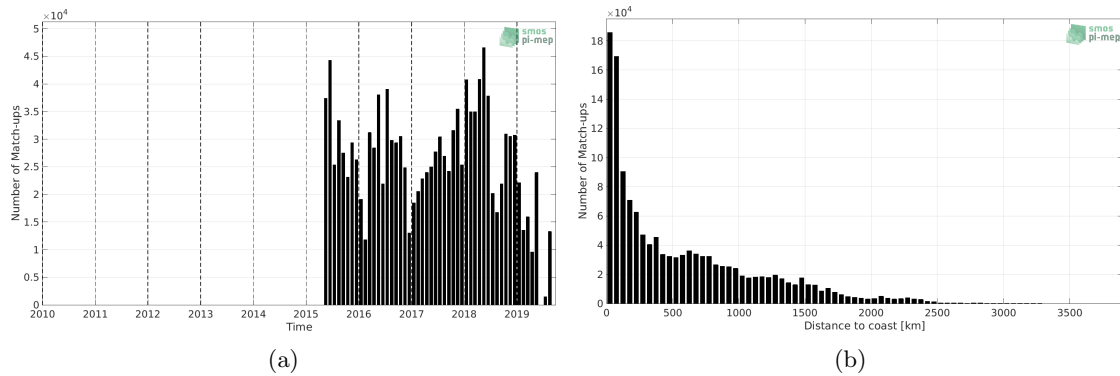 ×10⁴
5
4.5
4
3.5
3
2.5
2
1.5
1
0.5
0
Number of Match-ups
2010 2011 2012 2013 2014 2015 2016 2017 2018 2019
Time
smos
pi-mep
(a)
×10⁴
18
16
14
12
10
8
6
4
2
0
Number of Match-ups
0 500 1000 1500 2000 2500 3000 3500
Distance to coast [km]
smos
pi-mep
(b)